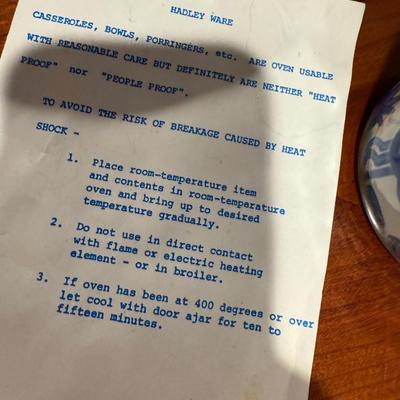 HADLEY WARE
CASSEROLES, BOWLS, PORRINGERS, etc. ARE OVEN USABLE
WITH REASONABLE CARE BUT DEFINITELY ARE NEITHER "HEAT
PROOF" nor "PEOPLE PROOF".
TO AVOID THE RISK OF BREAKAGE CAUSED BY HEAT
SHOCK -
1. Place room-temperature item
and contents in room-temperature
oven and bring up to desired
temperature gradually.
2. Do not use in direct contact
with flame or electric heating
element - or in broiler.
3. If oven has been at 400 degrees or over
let cool with door ajar for ten to
fifteen minutes.